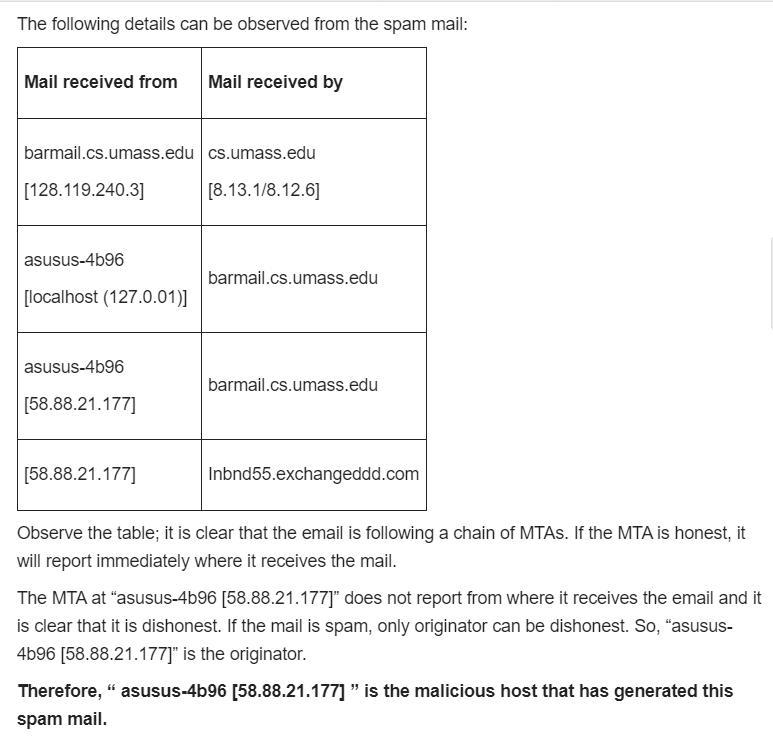 The following details can be observed from the spam mail:
Mail received from Mail received by
barmail.cs.umass.edu cs.umass.edu
[128.119.240.3] [8.13.1/8.12.6]
asusus-4b96
[localhost (127.0.01)]
barmail.cs.umass.edu
asusus-4b96
[58.88.21.177]
barmail.cs.umass.edu
[58.88.21.177] Inbnd55.exchangeddd.com
Observe the table; it is clear that the email is following a chain of MTAs. If the MTA is honest, it
will report immediately where it receives the mail.
The MTA at “asusus-4b96 [58.88.21.177]” does not report from where it receives the email and it
is clear that it is dishonest. If the mail is spam, only originator can be dishonest. So, “asusus-
4b96 [58.88.21.177]” is the originator.
Therefore, “ asusus-4b96 [58.88.21.177] ” is the malicious host that has generated this
spam mail.